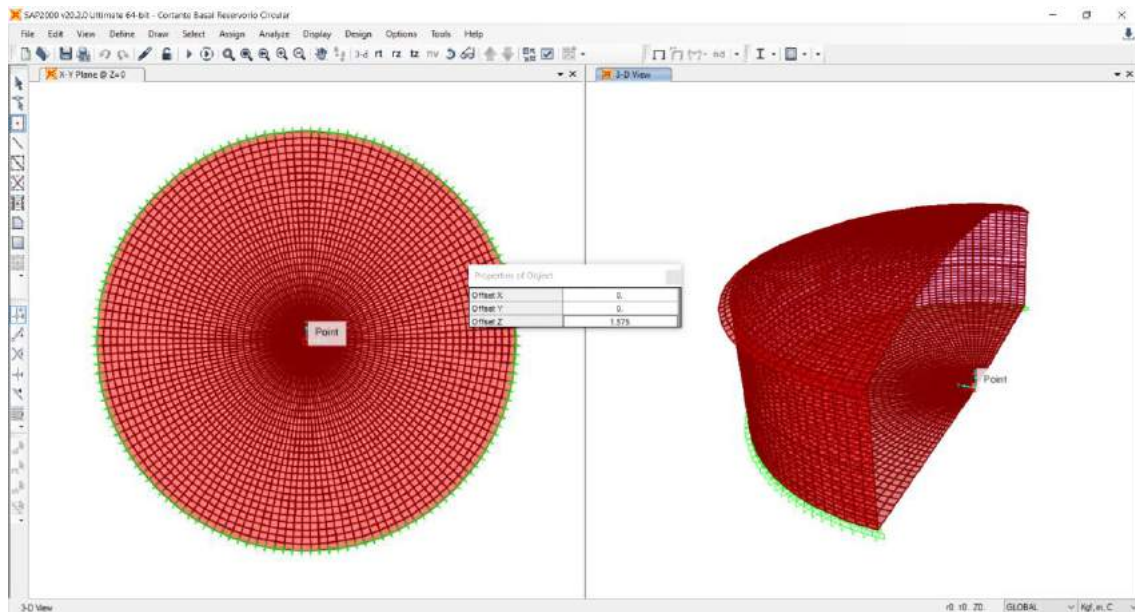 SAP2000 v20.2.0 Ultimate 64-bit - Cortante Basal Reservorio Circular
File Edit View Define Draw Select Assign Analyze Display Design Options Tools Help
3-d
X-Y Plane @ Z=0
3-D View
Point
Properties of Object
Offset X 0.
Offset Y 0.
Offset Z 1.575
Point
3-D View
GLOBAL
Kgf, m, C